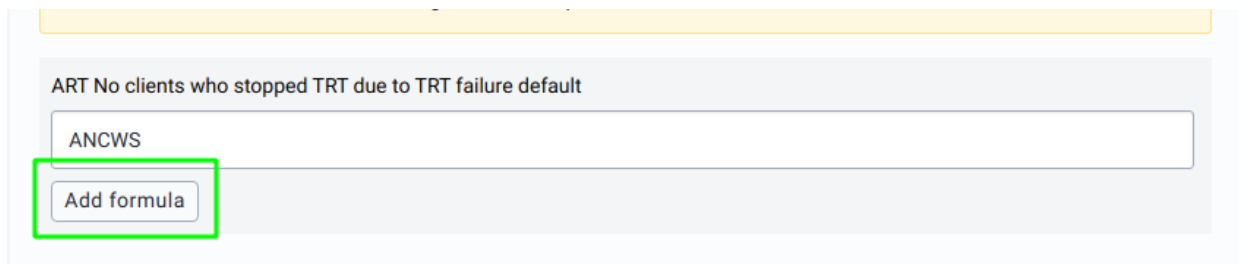 ART No clients who stopped TRT due to TRT failure default
ANCWS
Add formula